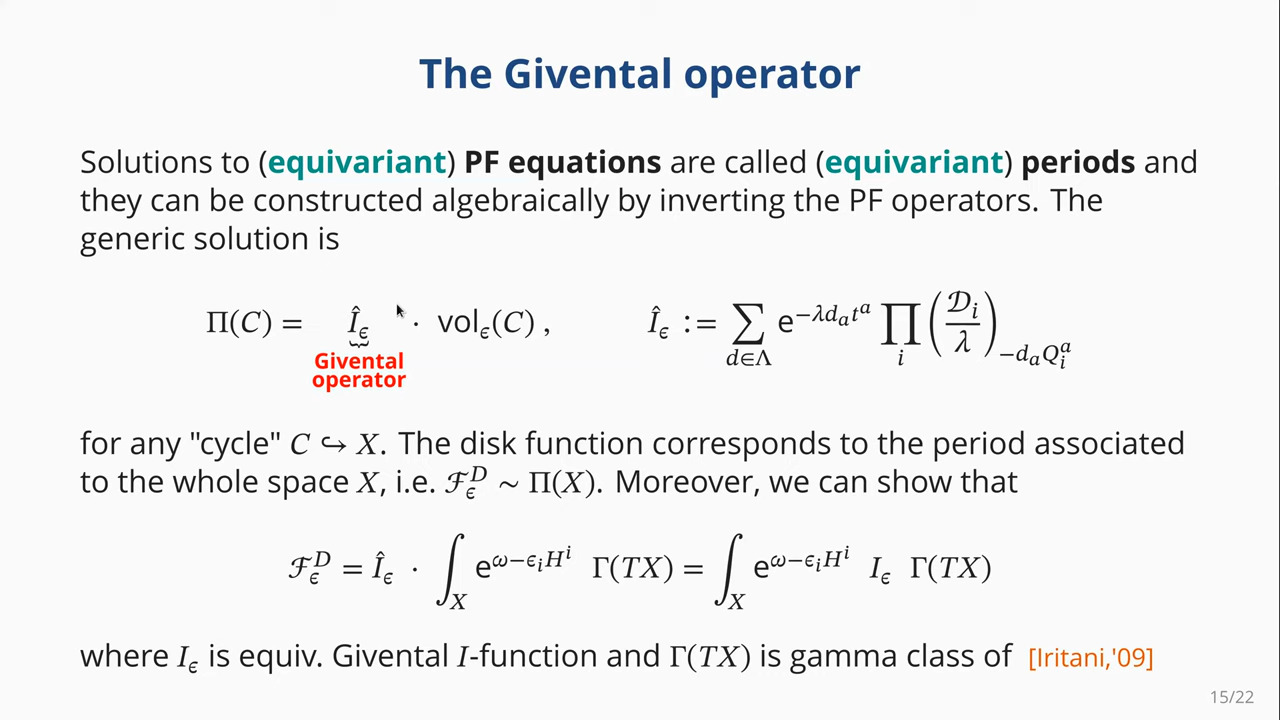 The Givental operator
Solutions to (equivariant) PF equations are called (equivariant) periods and
they can be constructed algebraically by inverting the PF operators. The
generic solution is
Π(C) = Î_ϵ · vol_ϵ(C) , Î_ϵ := ∑_{d∈Λ} e^{−λd_a t^a} ∏_i (𝒟_i/λ)_{−d_a Q_i^a}
Givental
operator
for any "cycle" C ↪ X. The disk function corresponds to the period associated
to the whole space X, i.e. ℱ_ϵ^D ∼ Π(X). Moreover, we can show that
ℱ_ϵ^D = Î_ϵ · ∫_X e^{ω−ϵ_i H^i} Γ(TX) = ∫_X e^{ω−ϵ_i H^i} I_ϵ Γ(TX)
where I_ϵ is equiv. Givental I-function and Γ(TX) is gamma class of [Iritani,'09]
15/22